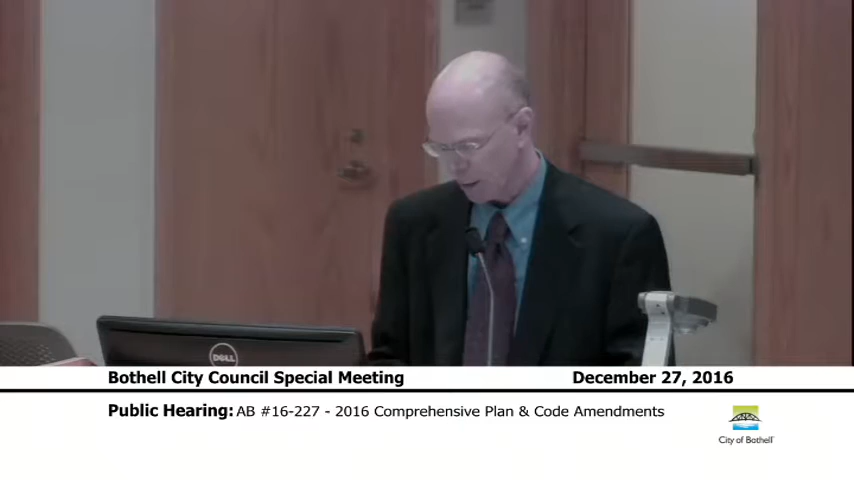 DELL
Bothell City Council Special Meeting December 27, 2016
Public Hearing: AB #16-227 - 2016 Comprehensive Plan & Code Amendments
City of Bothell